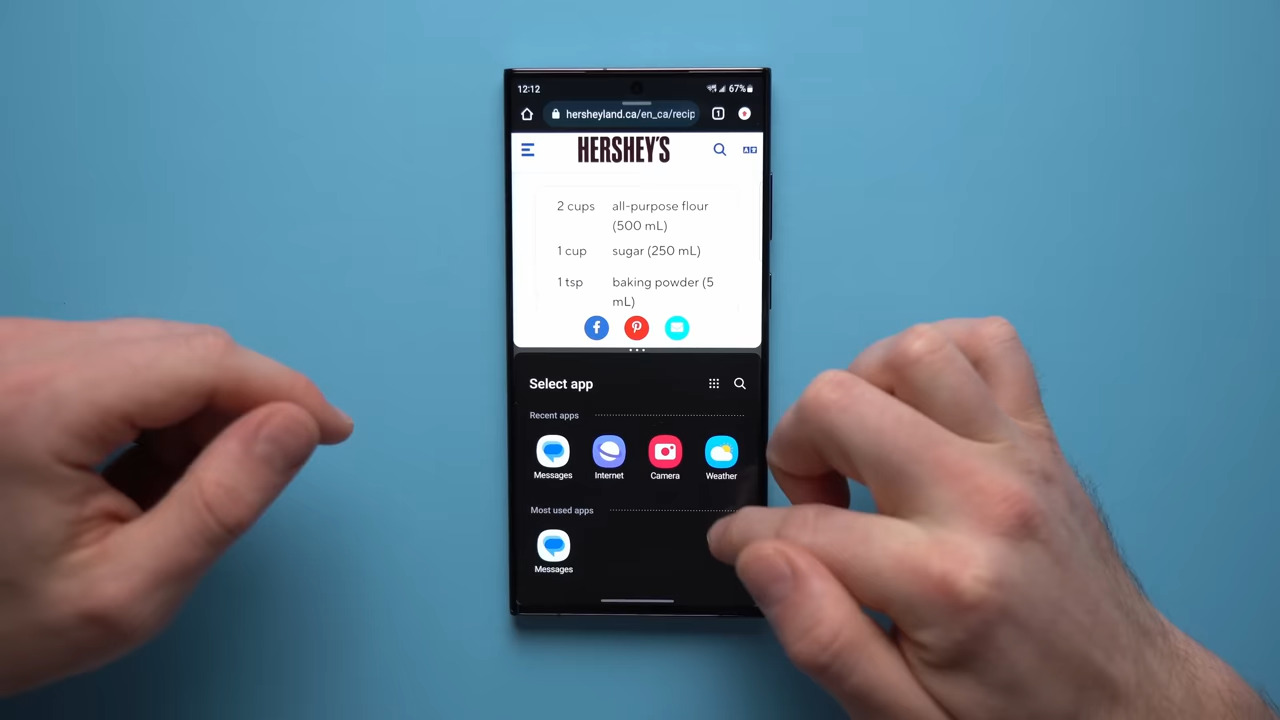 12:12
67%
hersheyland.ca/en_ca/recip
1
HERSHEY'S
2 cups all-purpose flour
(500 mL)
1 cup sugar (250 mL)
1 tsp baking powder (5
mL)
Select app
Recent apps
Messages Internet Camera Weather
Most used apps
Messages